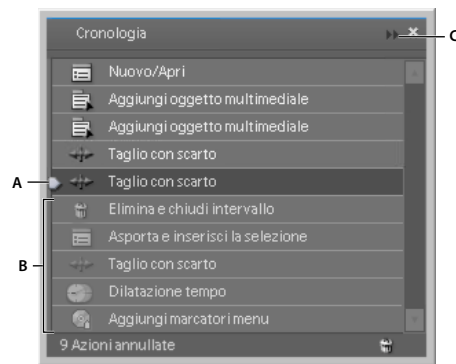 Cronologia
C
Nuovo/Apri
Aggiungi oggetto multimediale
Aggiungi oggetto multimediale
Taglio con scarto
A
Taglio con scarto
Elimina e chiudi intervallo
Asporta e inserisci la selezione
B
Taglio con scarto
Dilatazione tempo
Aggiungi marcatori menu
9 Azioni annullate